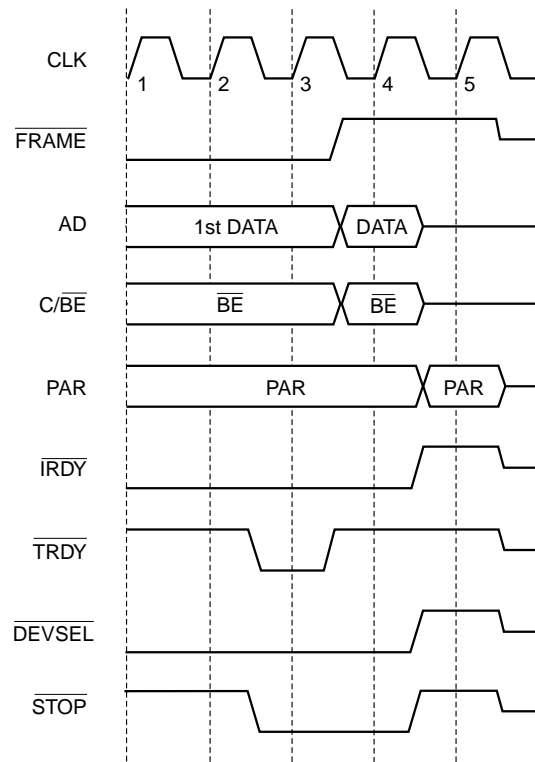 CLK
1 2 3 4 5
FRAME
AD 1st DATA DATA
C/BE BE BE
PAR PAR PAR
IRDY
TRDY
DEVSEL
STOP